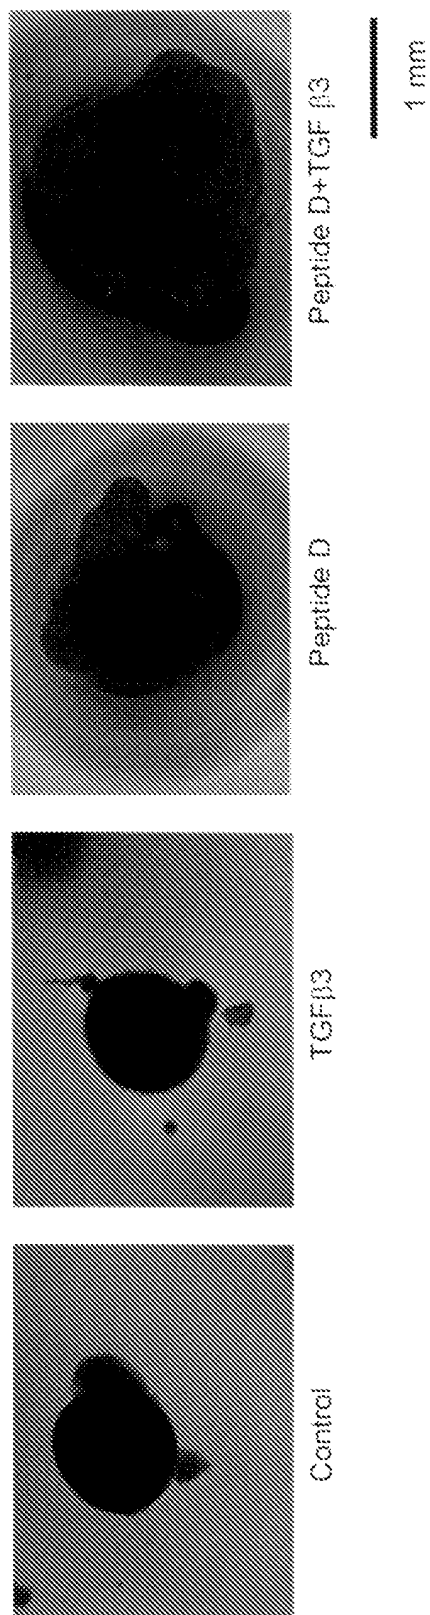 Control
TGFβ3
Peptide D
Peptide D+TGF β3
1 mm